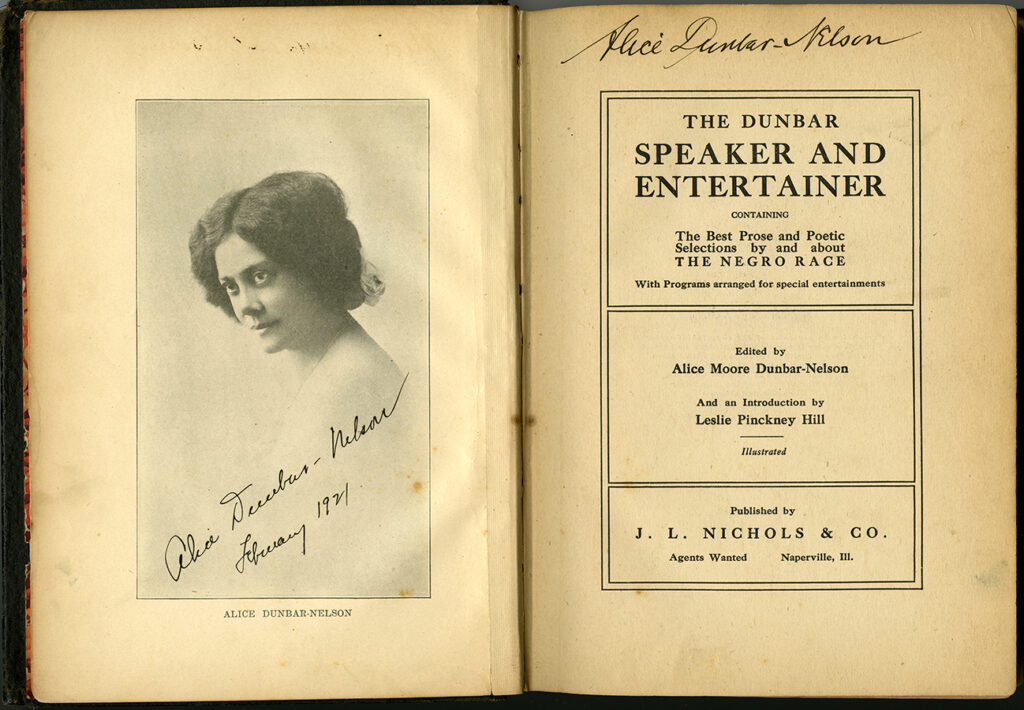 Alice Dunbar-Nelson
February 1921
ALICE DUNBAR-NELSON
Alice Dunbar-Nelson
THE DUNBAR
SPEAKER AND
ENTERTAINER
CONTAINING
The Best Prose and Poetic
Selections by and about
THE NEGRO RACE
With Programs arranged for special entertainments
Edited by
Alice Moore Dunbar-Nelson
And an Introduction by
Leslie Pinckney Hill
Illustrated
Published by
J. L. NICHOLS & CO.
Agents Wanted Naperville, Ill.